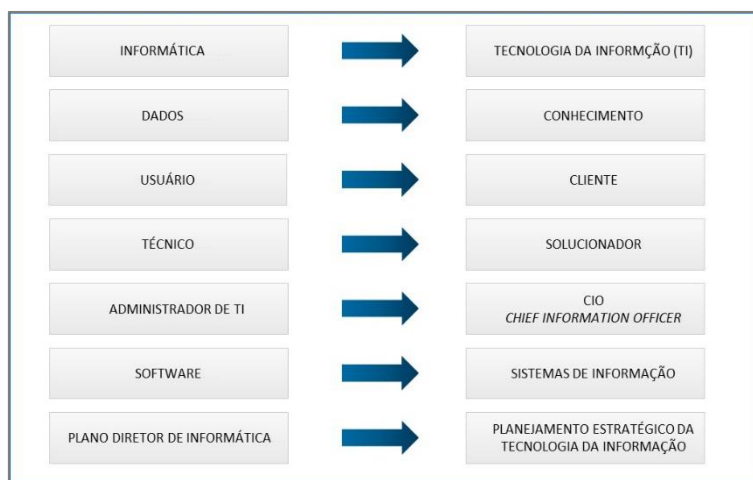 INFORMÁTICA
TECNOLOGIA DA INFORMÇÃO (TI)
DADOS
CONHECIMENTO
USUÁRIO
CLIENTE
TÉCNICO
SOLUCIONADOR
ADMINISTRADOR DE TI
CIO
CHIEF INFORMATION OFFICER
SOFTWARE
SISTEMAS DE INFORMAÇÃO
PLANO DIRETOR DE INFORMÁTICA
PLANEJAMENTO ESTRATÉGICO DA
TECNOLOGIA DA INFORMAÇÃO